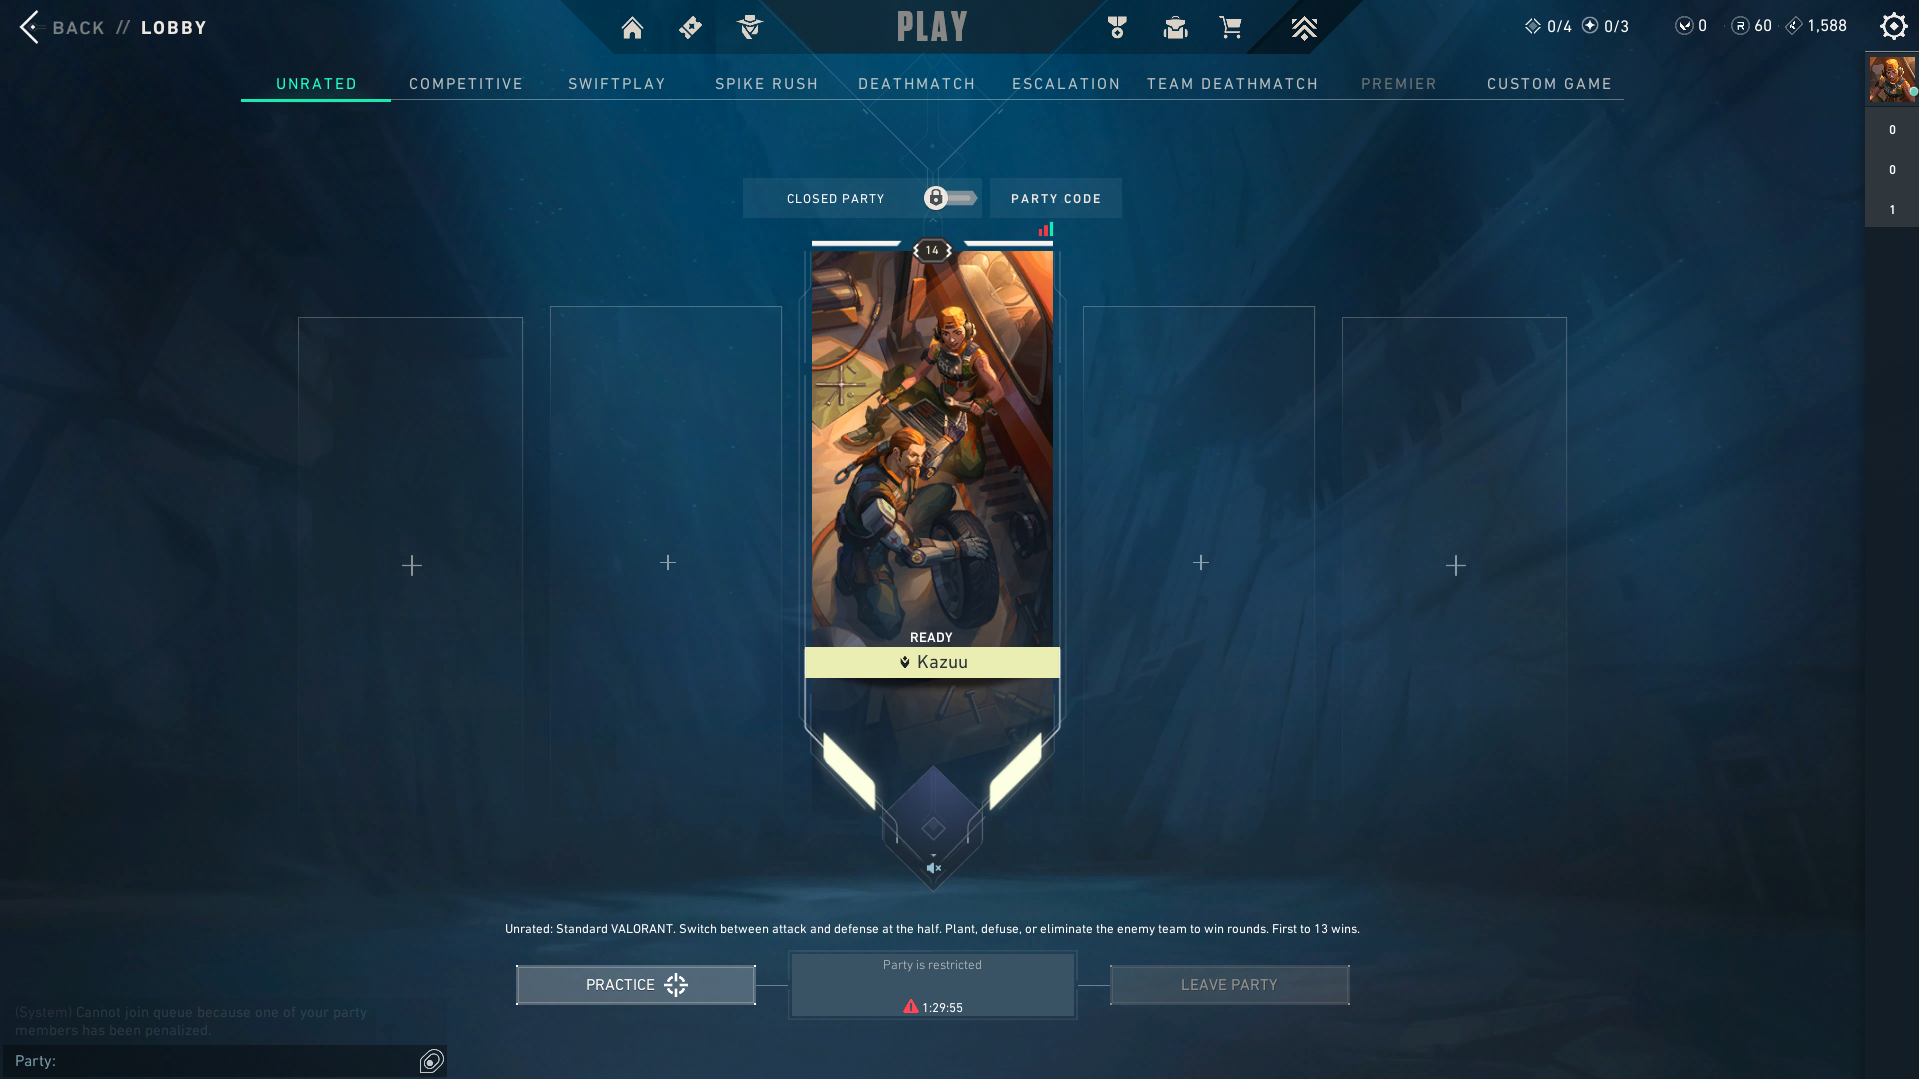 BACK // LOBBY
PLAY
0/4 0/3 0 60 1,588
UNRATED COMPETITIVE SWIFTPLAY SPIKE RUSH DEATHMATCH ESCALATION TEAM DEATHMATCH PREMIER CUSTOM GAME
0
0
1
CLOSED PARTY PARTY CODE
14
READY
Kazuu
Unrated: Standard VALORANT. Switch between attack and defense at the half. Plant, defuse, or eliminate the enemy team to win rounds. First to 13 wins.
PRACTICE
Party is restricted
1:29:55
LEAVE PARTY
(System) Cannot join queue because one of your party
members has been penalized.
Party: